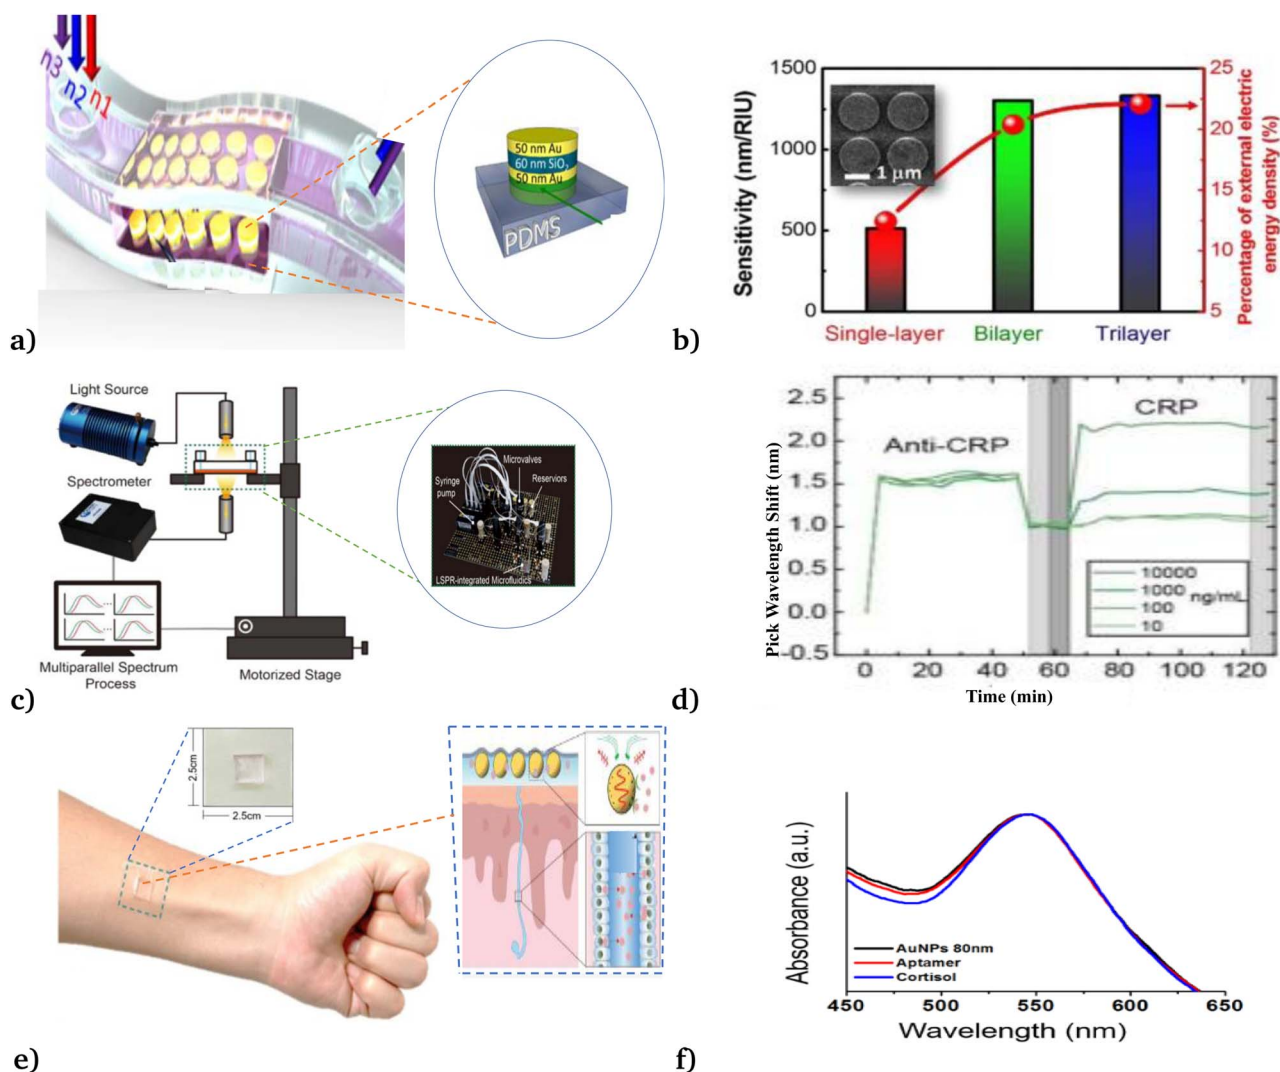 n3
n2
n1
50 nm Au
60 nm SiO
50 nm Au
PDMS
a)
1500
1000
500
0
Sensitivity (nm/RIU)
1 µm
25
20
15
10
5
Percentage of external electric
energy density (%)
Single-layer
Bilayer
Trilayer
b)
Light Source
Spectrometer
Multiparallel Spectrum
Process
Motorized Stage
Microvalves
Syringe
pump
Reserviors
LSPR-integrated Microfluidics
c)
Pick Wavelength Shift (nm)
2.5
2.0
1.5
1.0
0.0
-0.5
Anti-CRP
CRP
10000
1000
100
10
ng/mL
0
20
40
60
80
100
120
Time (min)
d)
2.5cm
2.5cm
e)
Absorbance (a.u.)
AuNPs 80nm
Aptamer
Cortisol
450
500
550
600
650
Wavelength (nm)
f)